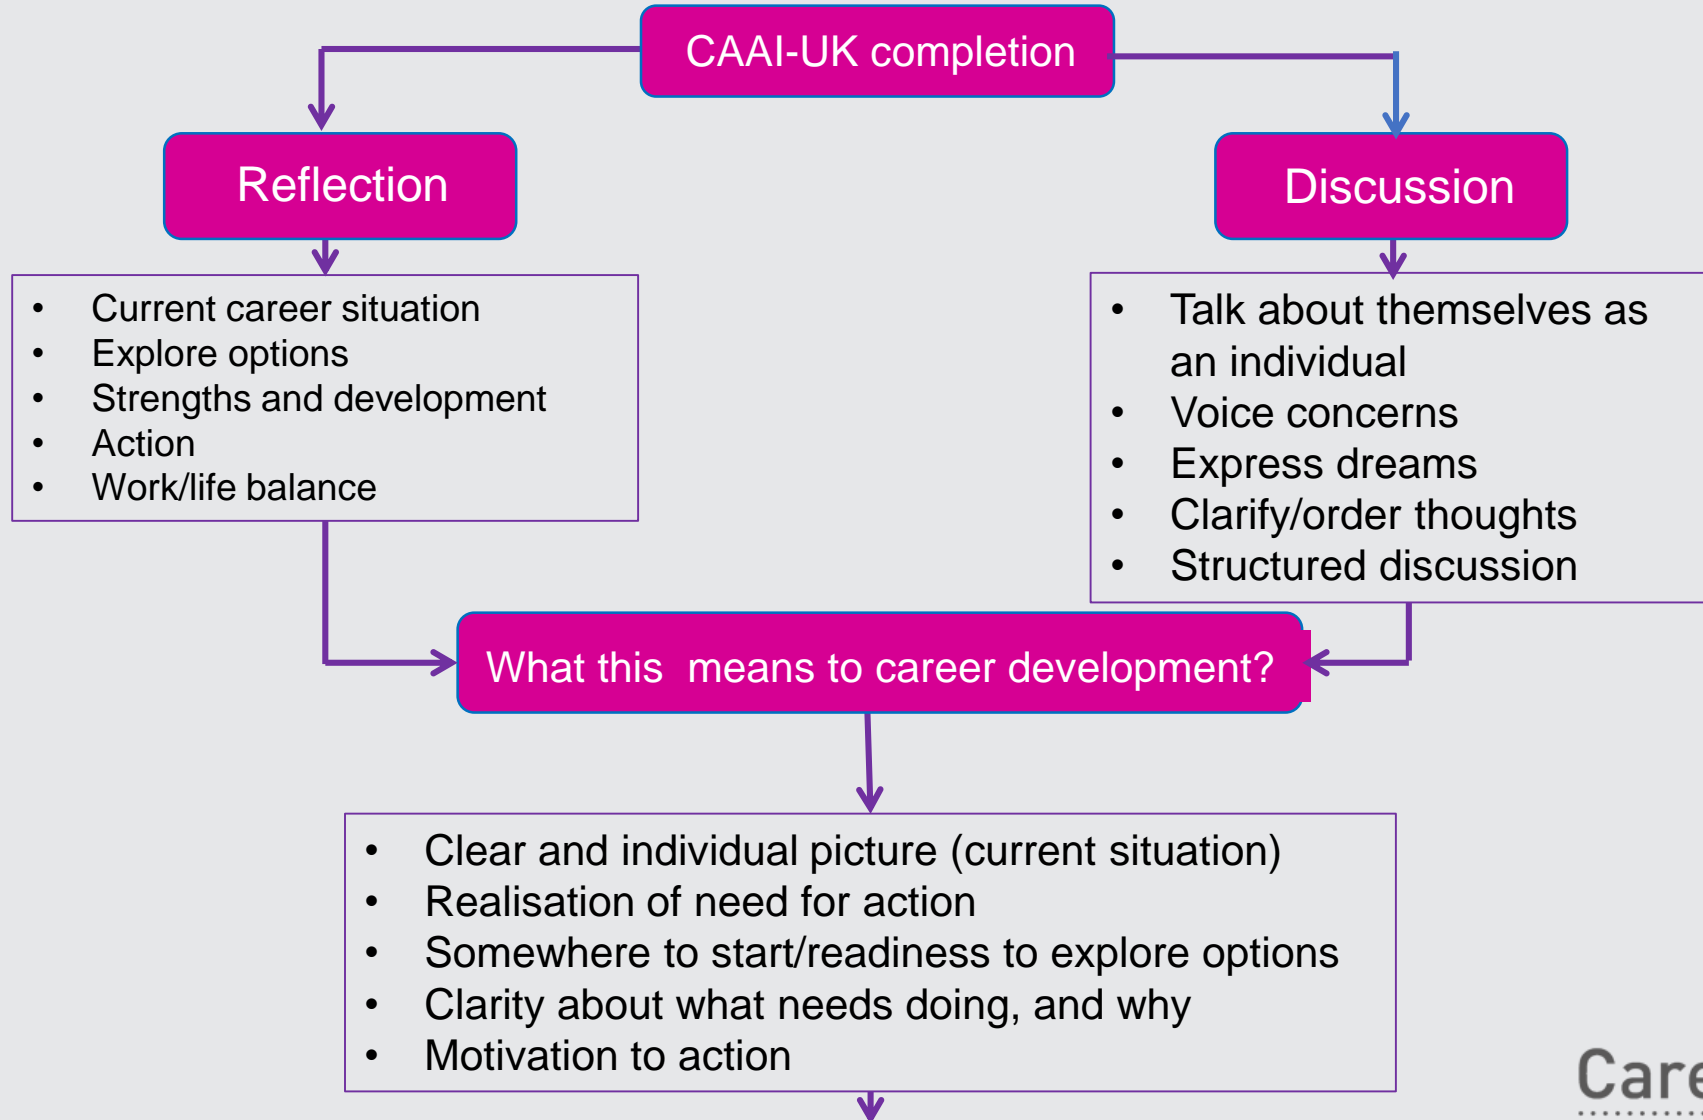 CAAI-UK completion
Reflection
Discussion
• Current career situation
• Explore options
• Strengths and development
• Action
• Work/life balance
• Talk about themselves as
an individual
• Voice concerns
• Express dreams
• Clarify/order thoughts
• Structured discussion
What this means to career development?
• Clear and individual picture (current situation)
• Realisation of need for action
• Somewhere to start/readiness to explore options
• Clarity about what needs doing, and why
• Motivation to action
Care